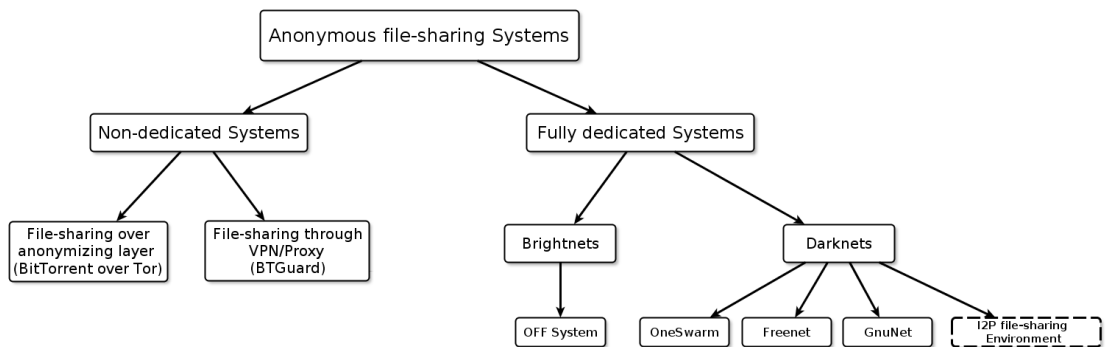 Anonymous file-sharing Systems
Non-dedicated Systems
Fully dedicated Systems
File-sharing over
anonymizing layer
(BitTorrent over Tor)
File-sharing through
VPN/Proxy
(BTGuard)
Brightnets
Darknets
OFF System
OneSwarm
Freenet
GnuNet
I2P file-sharing
Environment